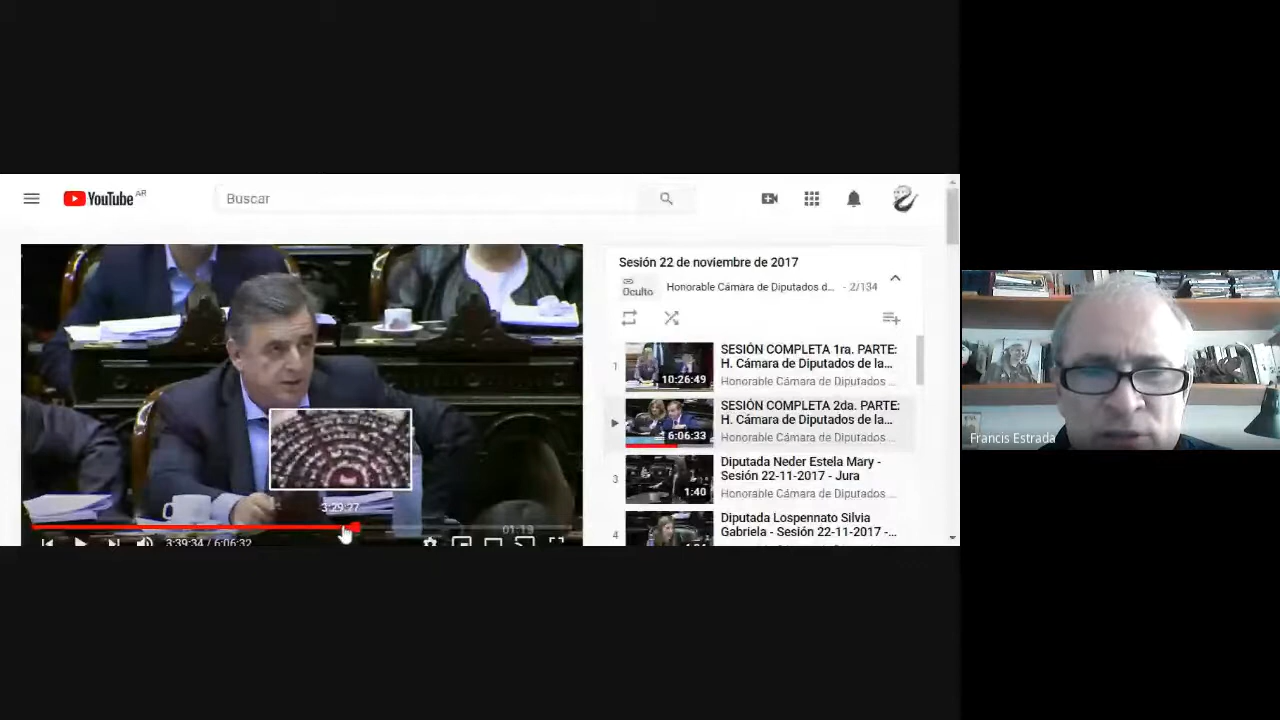 YouTube AR
Buscar
Sesión 22 de noviembre de 2017
Oculto
Honorable Cámara de Diputados d... - 2/134
1
SESIÓN COMPLETA 1ra. PARTE:
H. Cámara de Diputados de la...
Honorable Cámara de Diputados ...
10:26:49
SESIÓN COMPLETA 2da. PARTE:
H. Cámara de Diputados de la...
Honorable Cámara de Diputados ...
6:06:33
3
Diputada Neder Estela Mary -
Sesión 22-11-2017 - Jura
Honorable Cámara de Diputados ...
1:40
4
Diputada Lospennato Silvia
Gabriela - Sesión 22-11-2017 -...
3:29:27
01:19
3:39:34 / 6:06:32
Francis Estrada